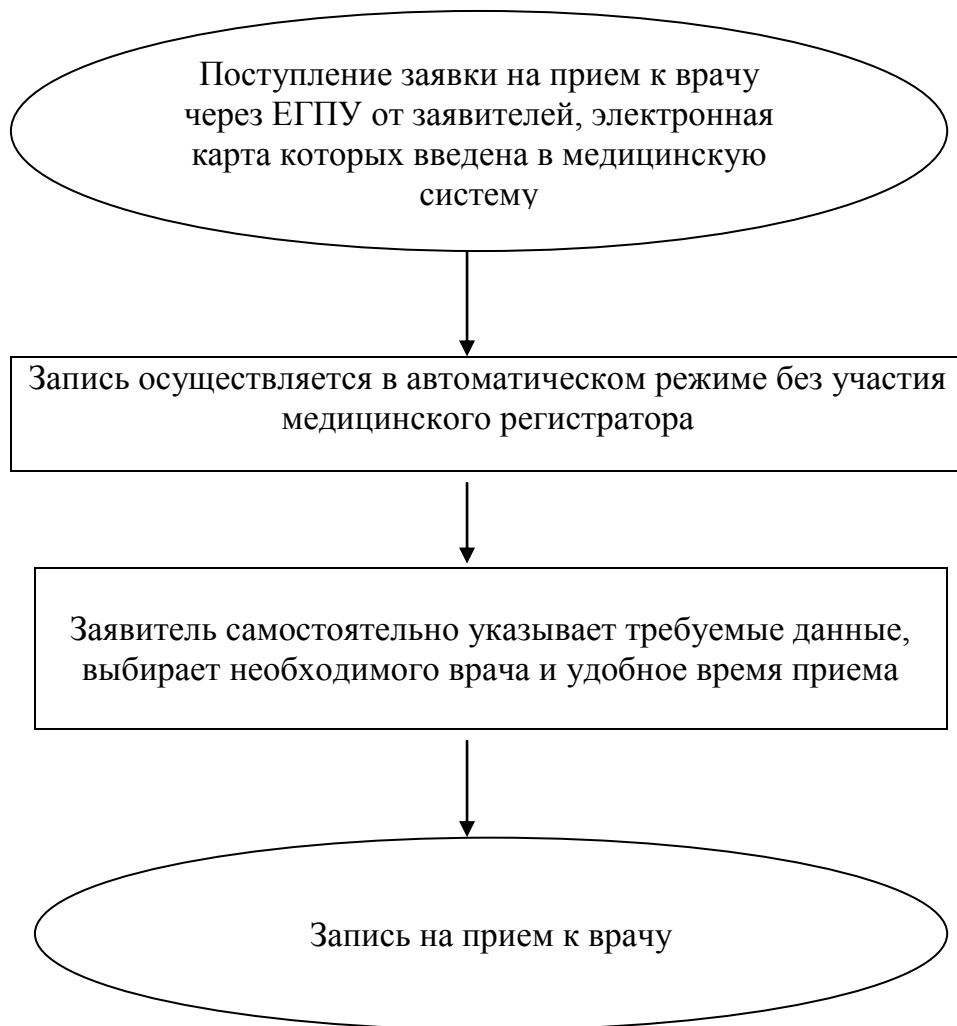 Поступление заявки на прием к врачу
через ЕГПУ от заявителей, электронная
карта которых введена в медицинскую
систему
Запись осуществляется в автоматическом режиме без участия
медицинского регистратора
Заявитель самостоятельно указывает требуемые данные,
выбирает необходимого врача и удобное время приема
Запись на прием к врачу